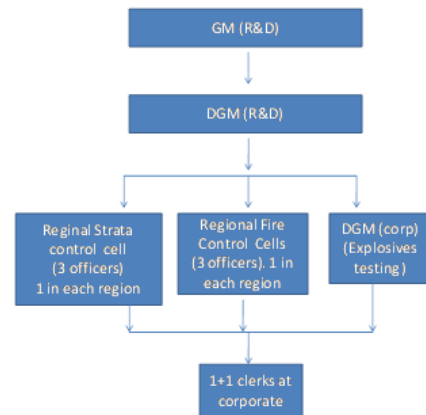 GM (R&D)
DGM (R&D)
Reginal Strata
control cell
(3 officers)
1 in each region
Regional Fire
Control Cells
(3 officers). 1 in
each region
DGM (corp)
(Explosives
testing)
1+1 clerks at
corporate